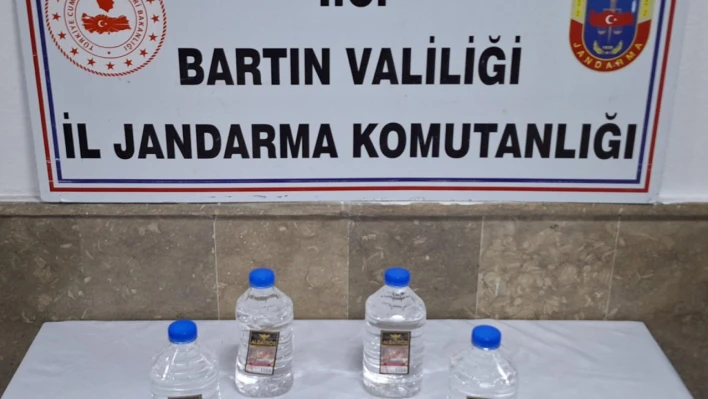 T.C.
BARTIN VALİLİĞİ
İL JANDARMA KOMUTANLIĞI
JANDARMA